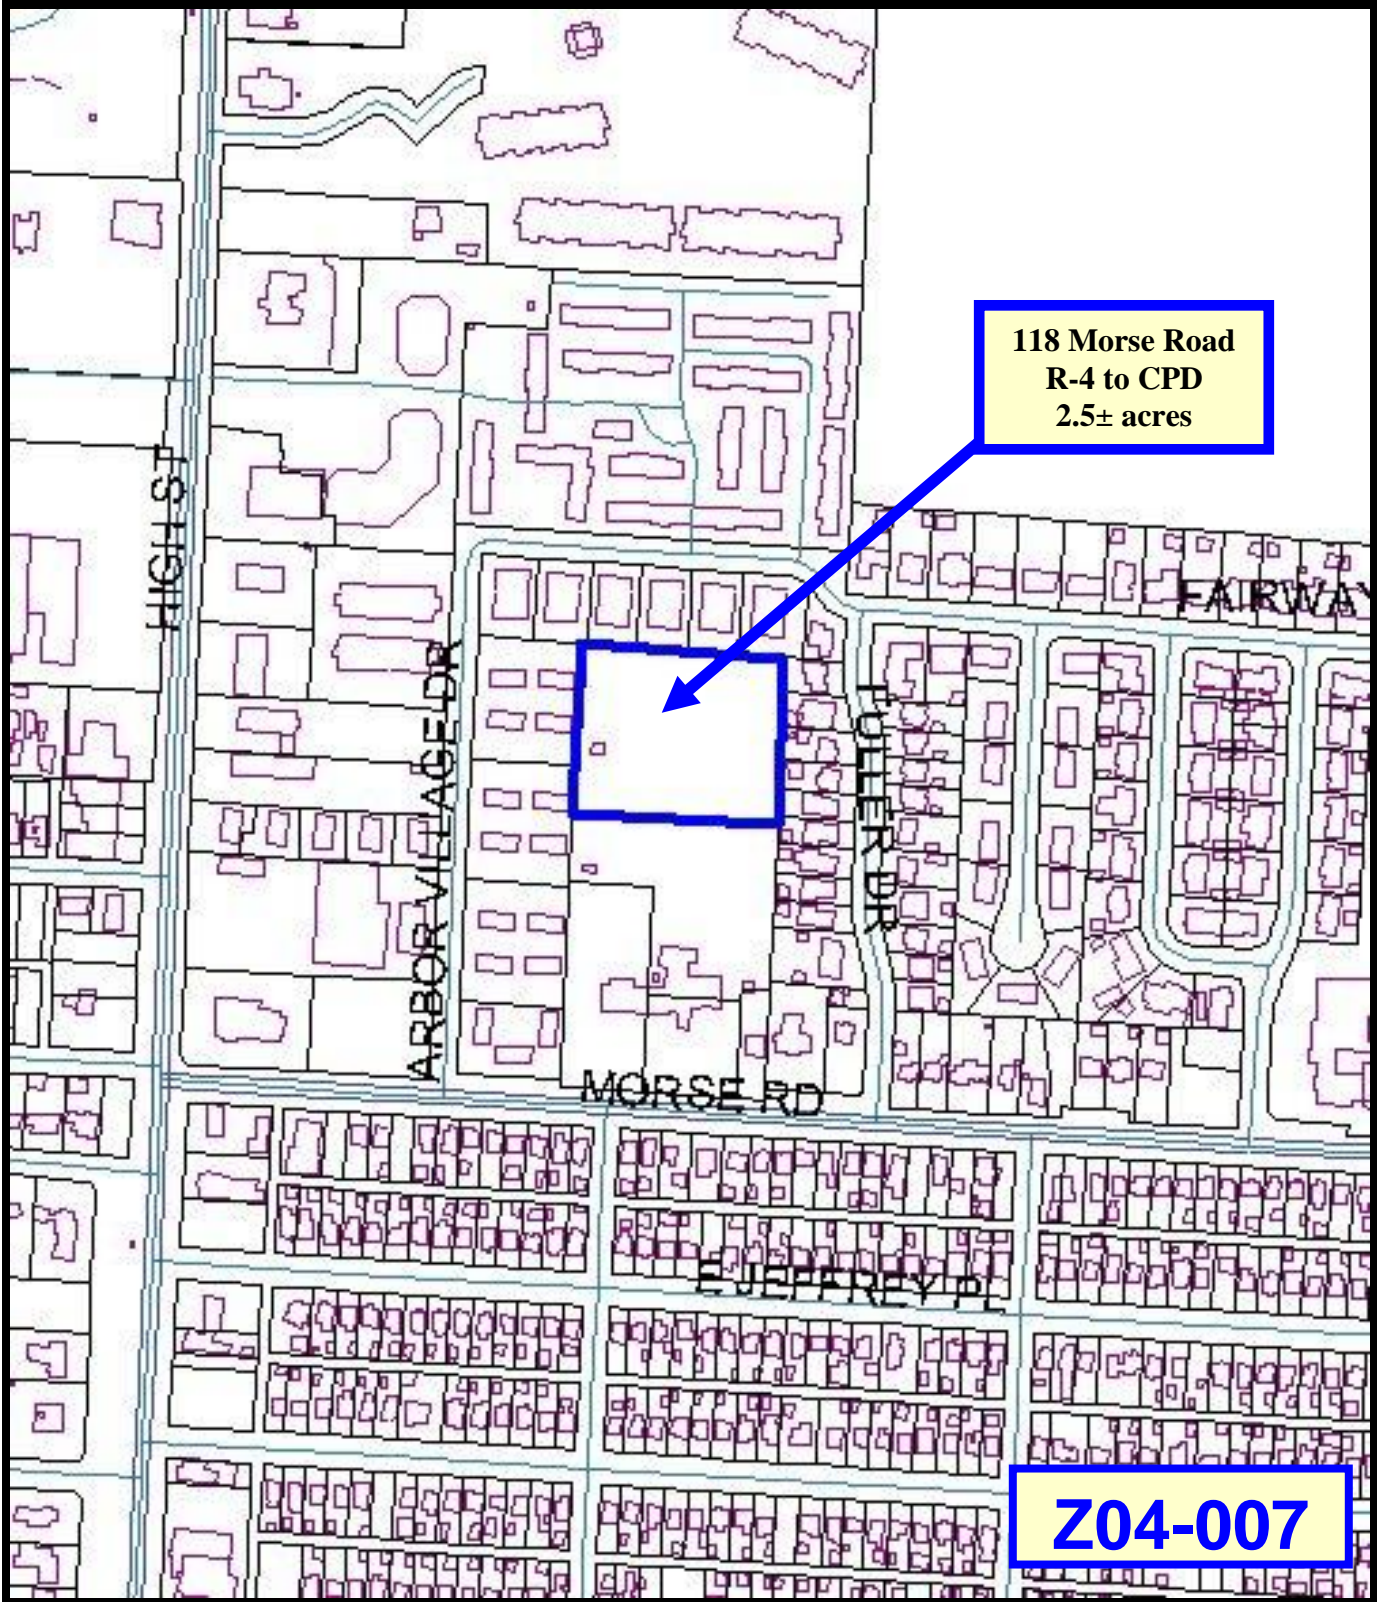 118 Morse Road
R-4 to CPD
2.5± acres
HIGH ST
FAIRWAY
ARBOR VILLAGE DR
FULLER DR
MORSE RD
E JEFFREY PL
Z04-007